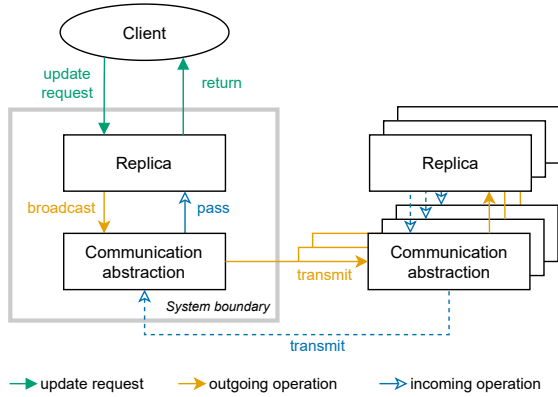 Client
update
request
return
Replica
Replica
broadcast
pass
Communication
abstraction
transmit
Communication
abstraction
System boundary
transmit
update request
outgoing operation
incoming operation